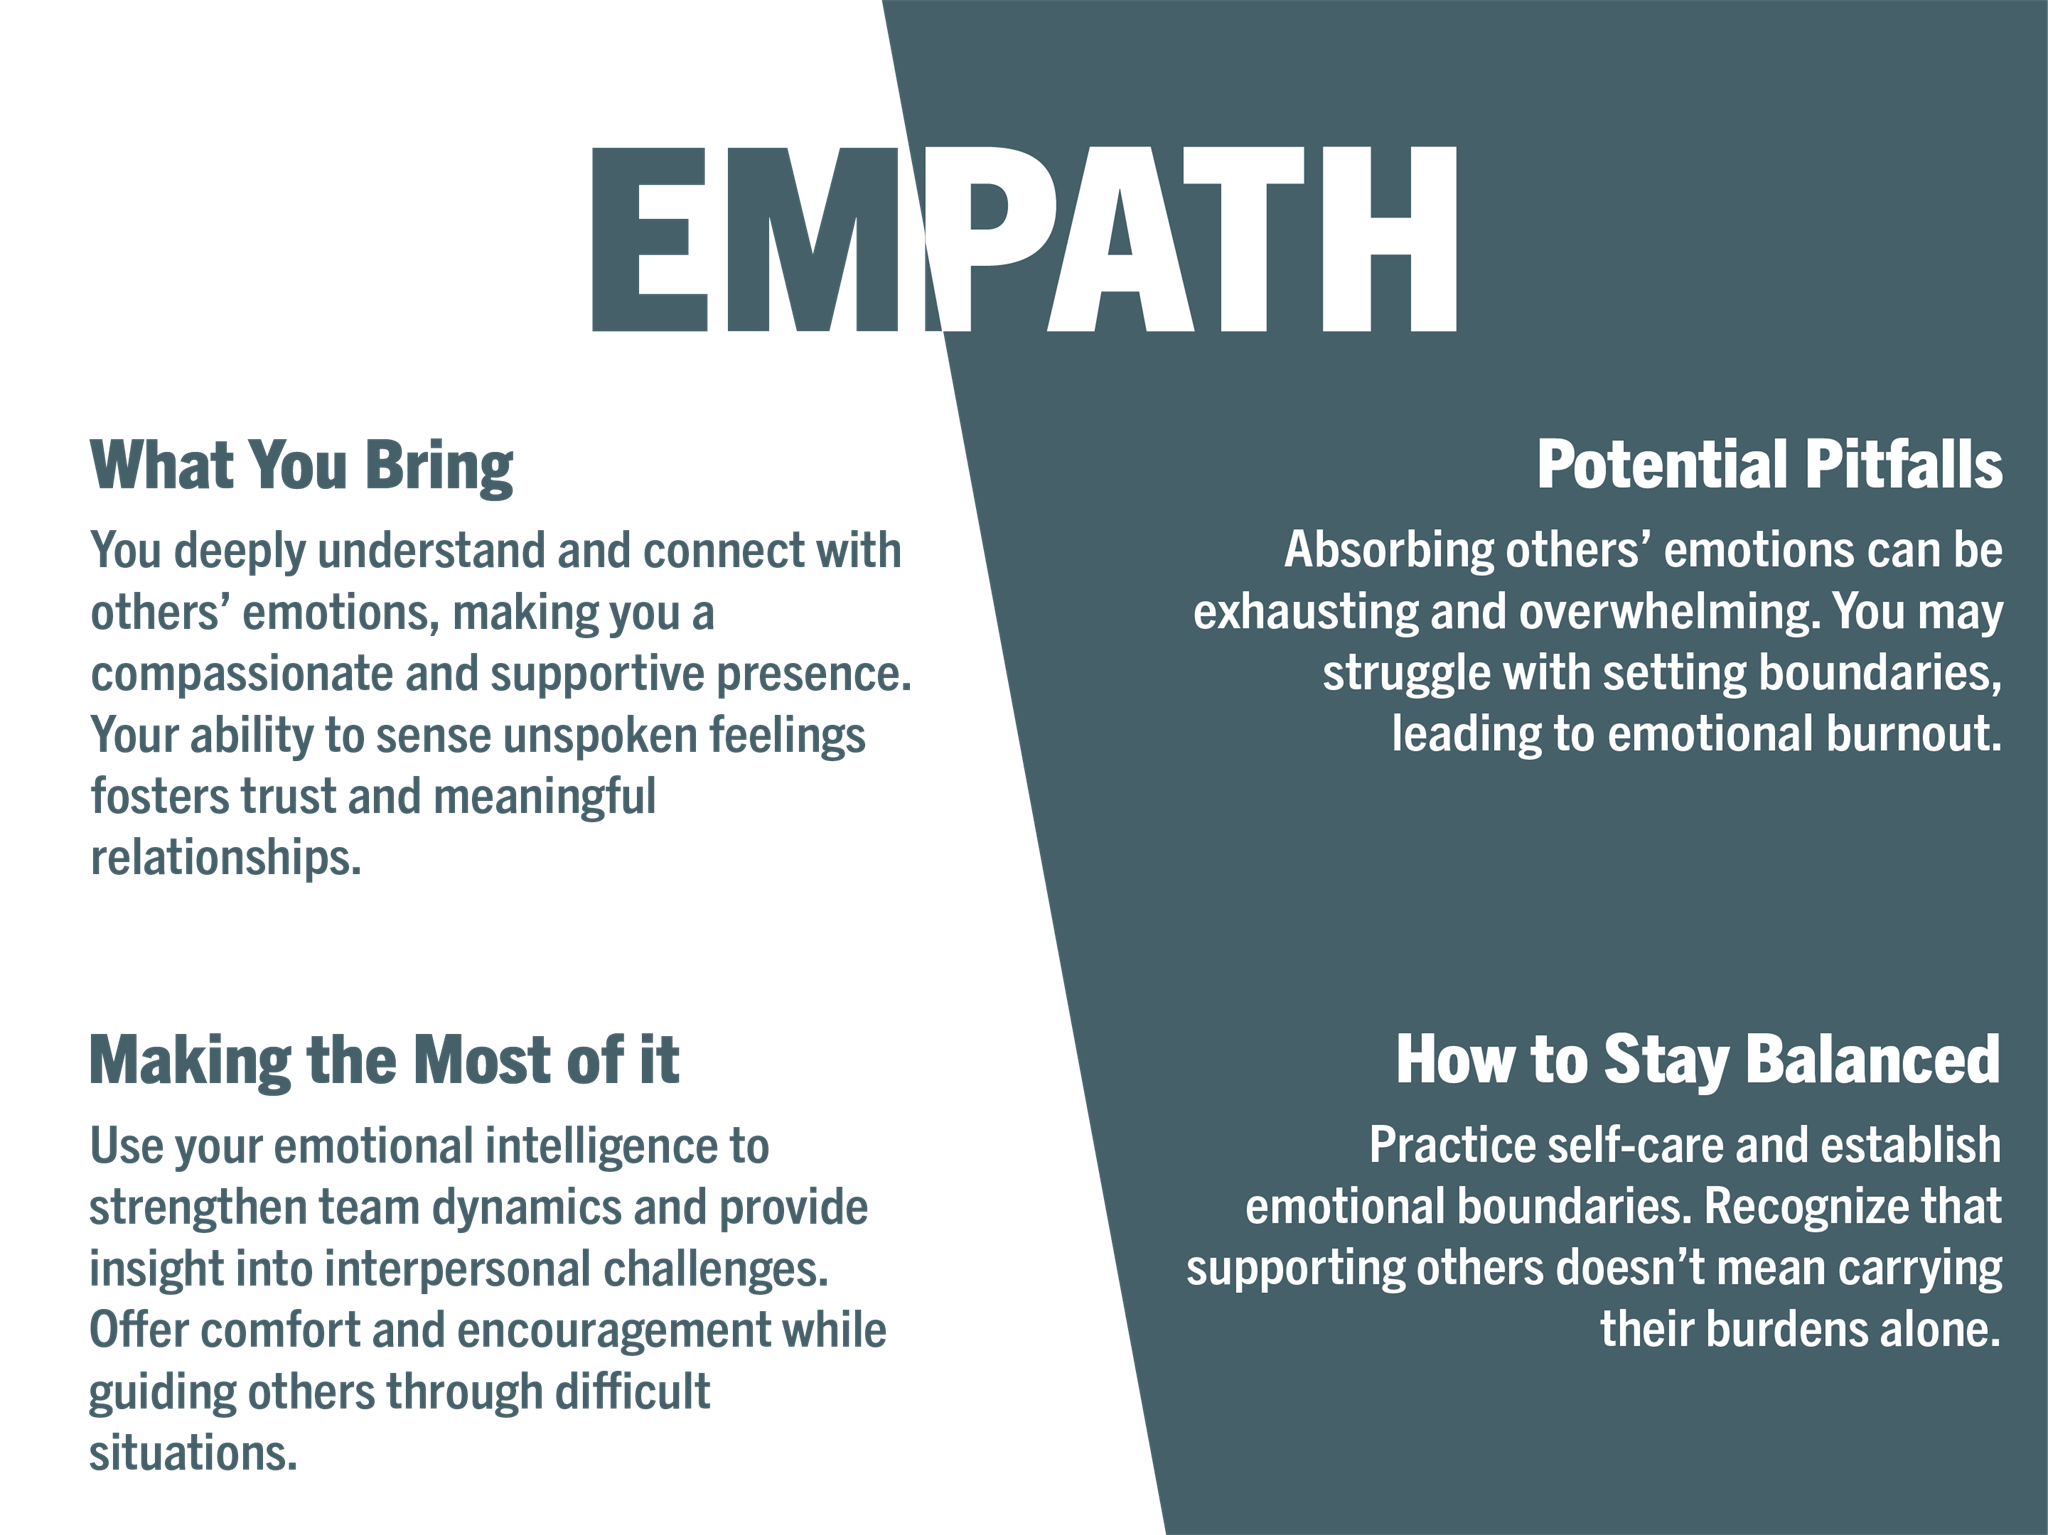 EMPATH
What You Bring
You deeply understand and connect with
others’ emotions, making you a
compassionate and supportive presence.
Your ability to sense unspoken feelings
fosters trust and meaningful
relationships.
Potential Pitfalls
Absorbing others’ emotions can be
exhausting and overwhelming. You may
struggle with setting boundaries,
leading to emotional burnout.
Making the Most of it
Use your emotional intelligence to
strengthen team dynamics and provide
insight into interpersonal challenges.
Offer comfort and encouragement while
guiding others through difficult
situations.
How to Stay Balanced
Practice self-care and establish
emotional boundaries. Recognize that
supporting others doesn’t mean carrying
their burdens alone.